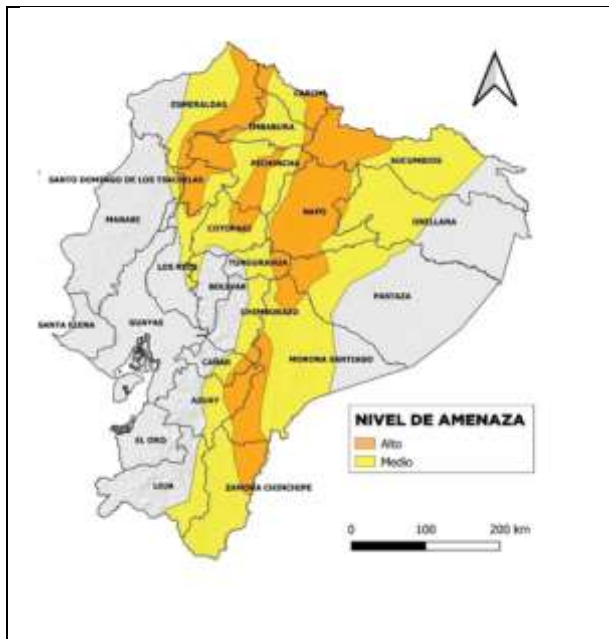 CARCHI
ESMERALDAS
IMBABURA
SUCUMBIOS
PICHINCHA
SANTO DOMINGO DE LOS TSACHILAS
NAPO
ORELLANA
MANABI
COTOPAXI
TUNGURAHUA
LOS RIOS
BOLIVAR
PASTAZA
CHIMBORAZO
SANTA ELENA
GUAYAS
MORONA SANTIAGO
CAÑAR
AZUAY
NIVEL DE AMENAZA
Alto
Medio
EL ORO
LOJA
ZAMORA CHINCHIPE
0 100 200 km